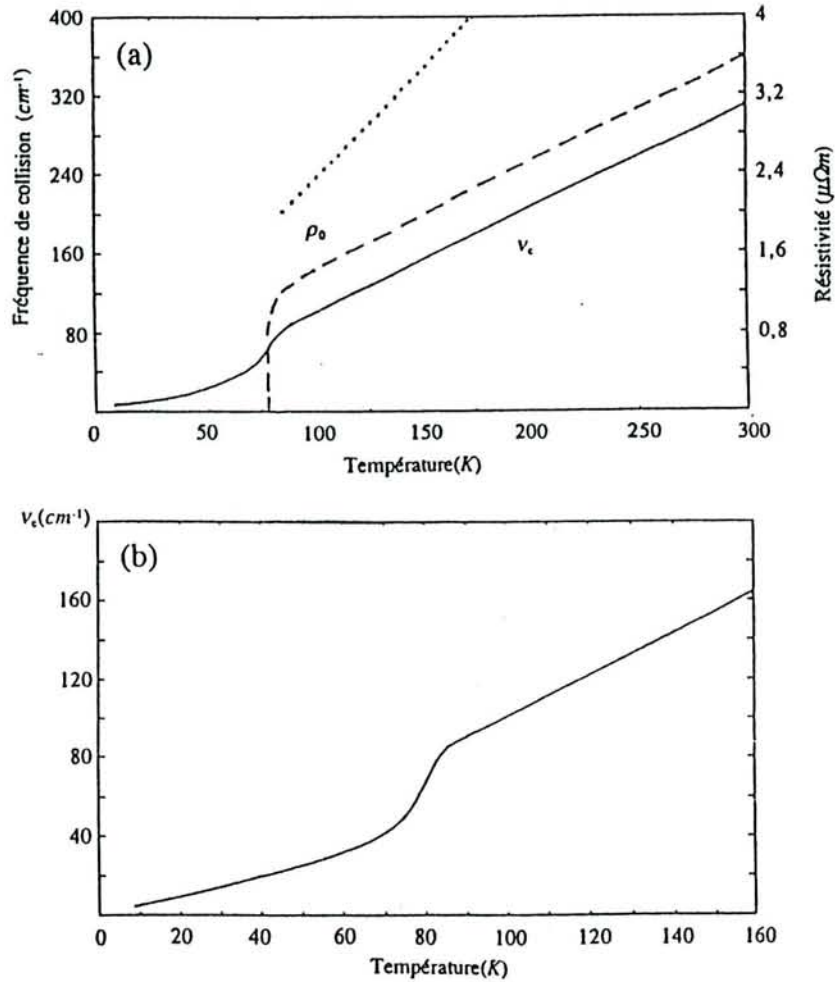 (a)
Fréquence de collision (cm⁻¹)
400
320
240
160
80
ρ₀
ν_c
4
3,2
2,4
1,6
0,8
Résistivité (μΩm)
0 50 100 150 200 250 300
Température(K)
(b)
ν_c(cm⁻¹)
160
120
80
40
0 20 40 60 80 100 120 140 160
Température(K)